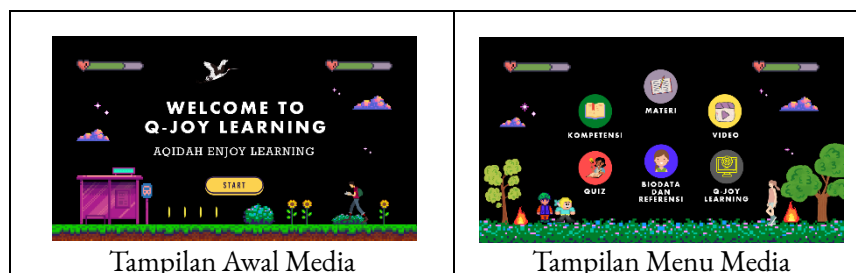 WELCOME TO
Q-JOY LEARNING
AQIDAH ENJOY LEARNING
START
Tampilan Awal Media
MATERI
KOMPETENSI
VIDEO
QUIZ
BIODATA
DAN
REFERENSI
Q-JOY
LEARNING
Tampilan Menu Media